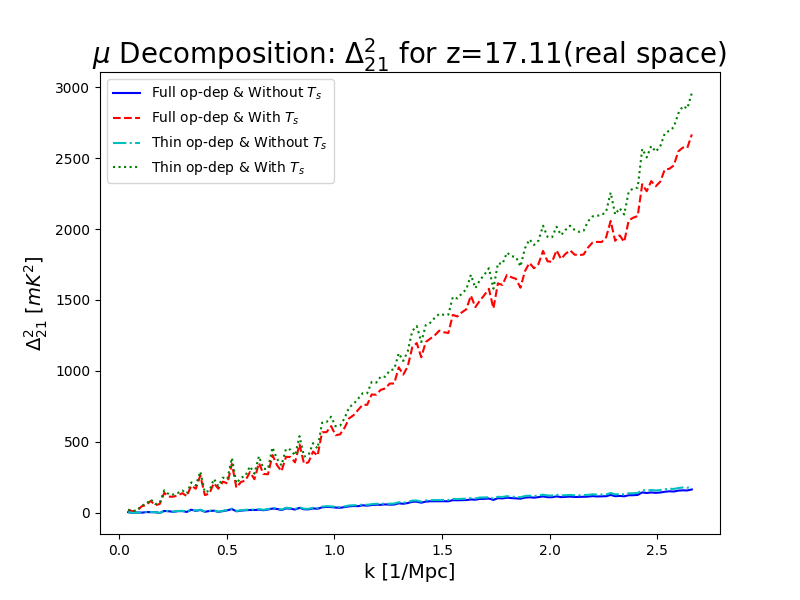 μ Decomposition: Δ²₂₁ for z=17.11(real space)
Full op-dep & Without Tₛ
Full op-dep & With Tₛ
Thin op-dep & Without Tₛ
Thin op-dep & With Tₛ
Δ²₂₁ [mK²]
3000
2500
2000
1500
1000
500
0
0.0 0.5 1.0 1.5 2.0 2.5
k [1/Mpc]